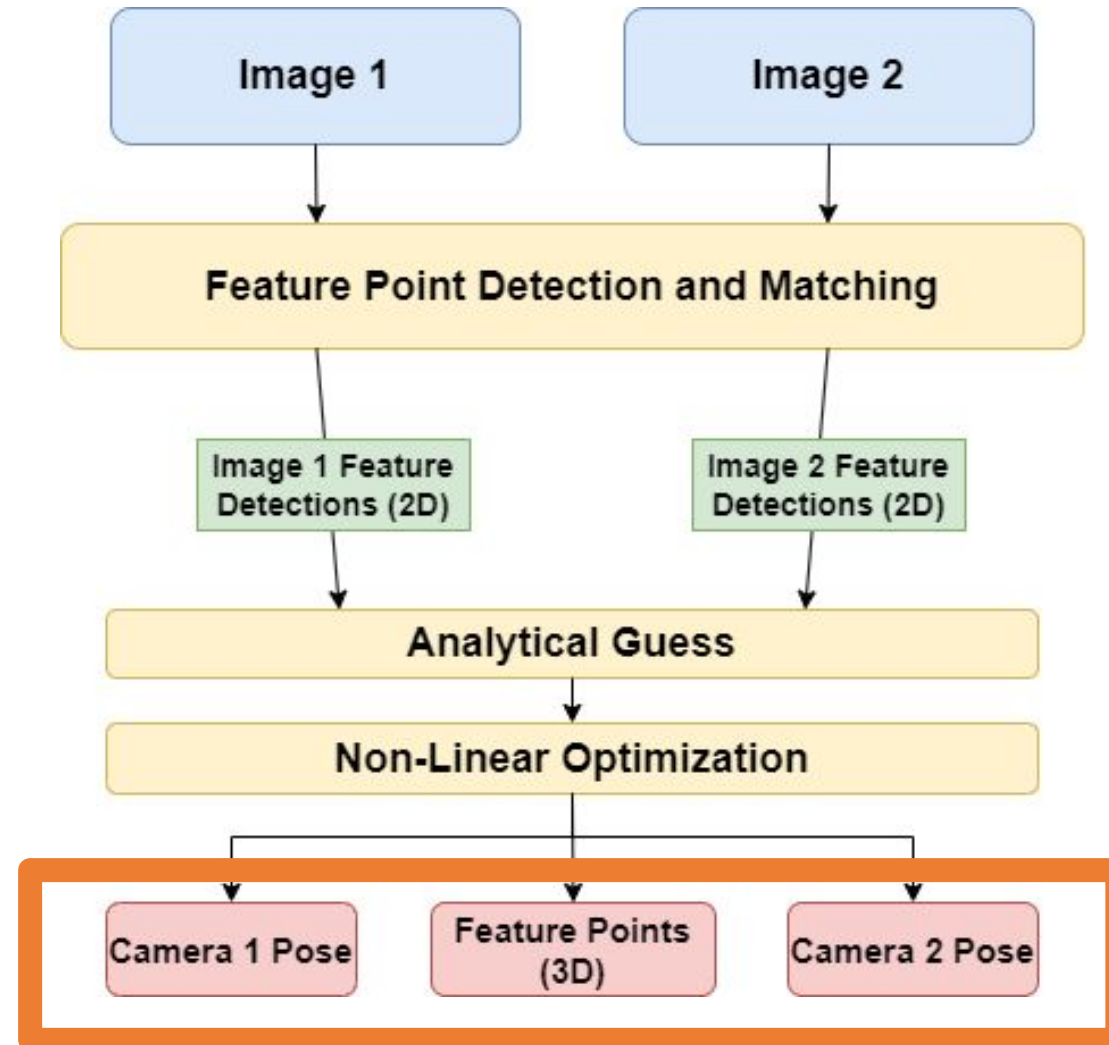 Image 1
Image 2
Feature Point Detection and Matching
Image 1 Feature
Detections (2D)
Image 2 Feature
Detections (2D)
Analytical Guess
Non-Linear Optimization
Camera 1 Pose
Feature Points
(3D)
Camera 2 Pose